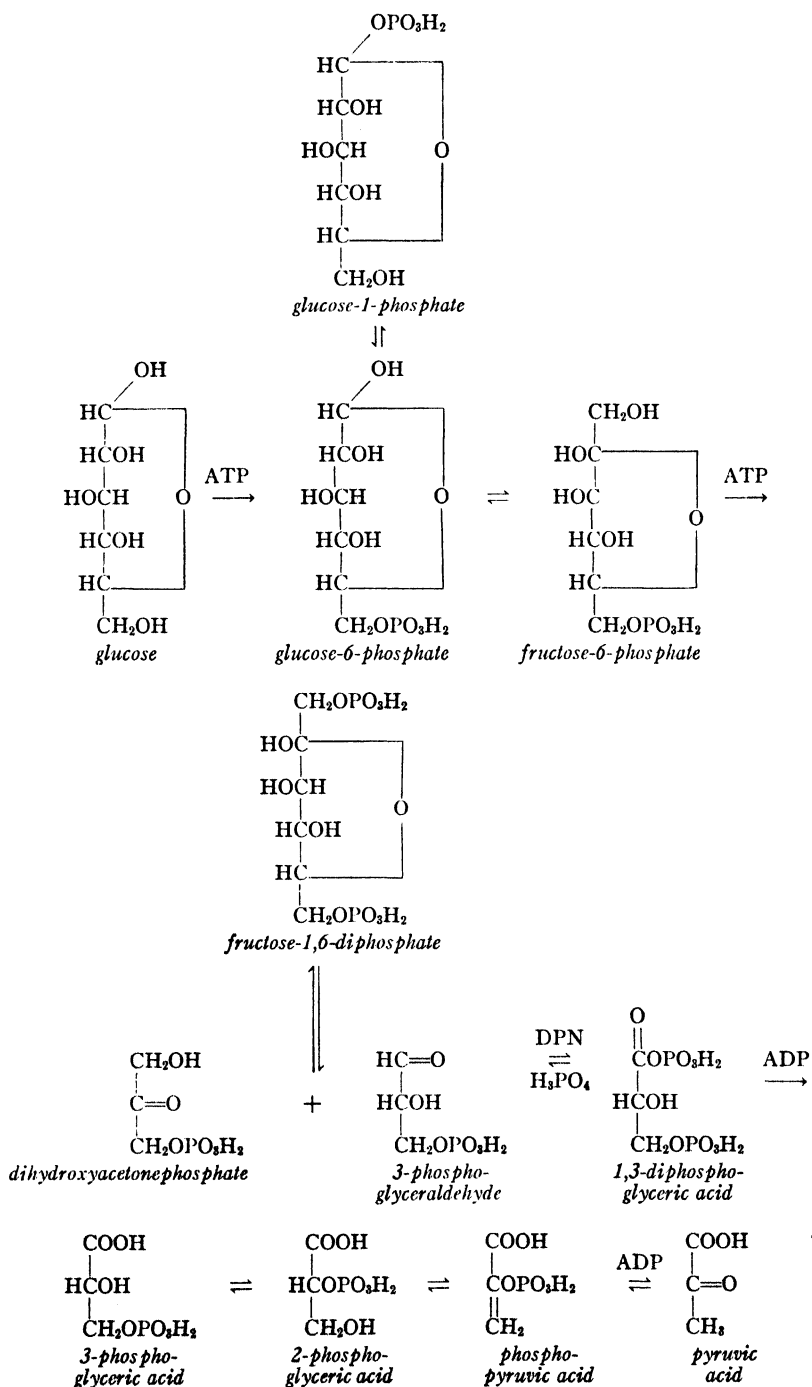 OPO₃H₂
HC
HCOH
HOCH O
HCOH
HC
CH₂OH
glucose-1-phosphate
⇃↾
OH OH
HC HC CH₂OH
HCOH HCOH HOC
HOCH O ATP → HOCH O ⇌ HOC O ATP →
HCOH HCOH HCOH
HC HC HC
CH₂OH CH₂OPO₃H₂ CH₂OPO₃H₂
glucose glucose-6-phosphate fructose-6-phosphate
CH₂OPO₃H₂
HOC
HOCH O
HCOH
HC
CH₂OPO₃H₂
fructose-1,6-diphosphate
O
CH₂OH HC=O DPN COPO₃H₂ ADP
C=O + HCOH ⇌ HCOH →
H₃PO₄
CH₂OPO₃H₂ CH₂OPO₃H₂ CH₂OPO₃H₂
dihydroxyacetonephosphate 3-phospho- 1,3-diphospho-
glyceraldehyde glyceric acid
COOH COOH COOH ADP COOH
HCOH ⇌ HCOPO₃H₂ ⇌ COPO₃H₂ ⇌ C=O
CH₂OPO₃H₂ CH₂OH CH₂ CH₃
3-phospho- 2-phospho- phospho- pyruvic
glyceric acid glyceric acid pyruvic acid acid